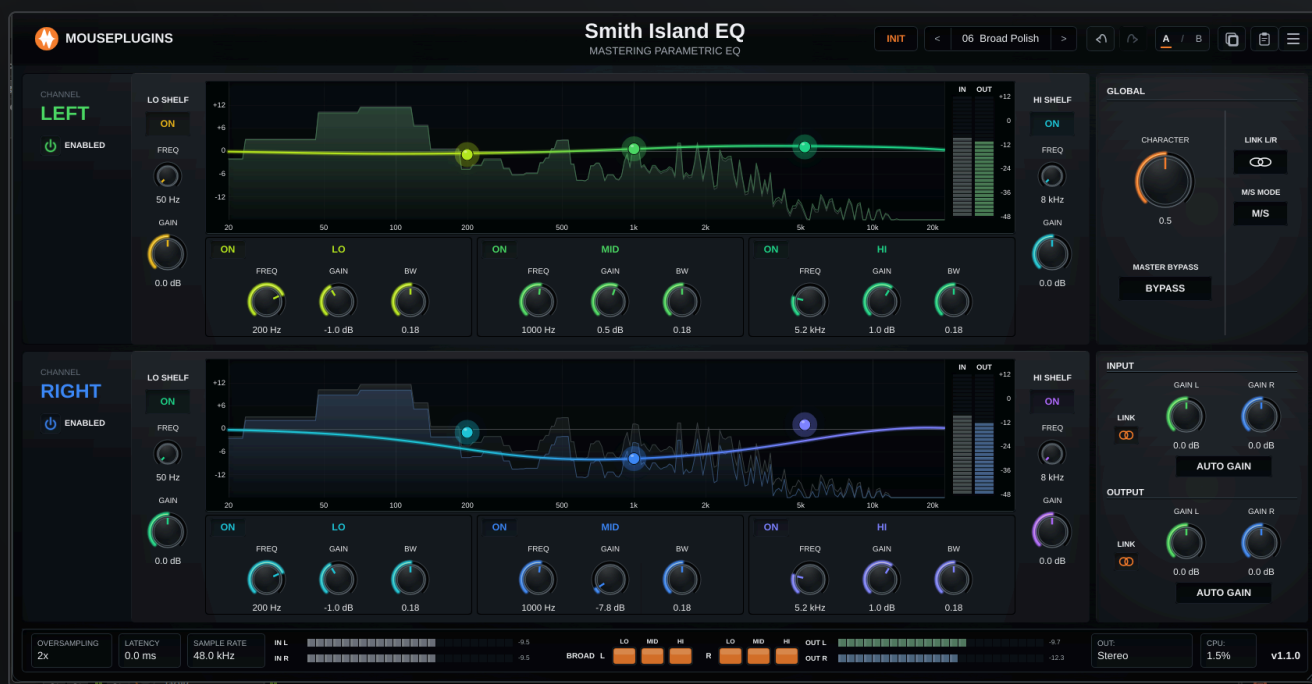 MOUSEPLUGINS
Smith Island EQ
MASTERING PARAMETRIC EQ
INIT
< 06 Broad Polish >
A / B
CHANNEL
LEFT
ENABLED
LO SHELF
ON
FREQ
50 Hz
GAIN
0.0 dB
+12
+6
0
-6
-12
20 50 100 200 500 1k 2k 5k 10k 20k
IN OUT
+12
0
-12
-24
-36
-48
HI SHELF
ON
FREQ
8 kHz
GAIN
0.0 dB
ON LO
FREQ GAIN BW
200 Hz -1.0 dB 0.18
ON MID
FREQ GAIN BW
1000 Hz 0.5 dB 0.18
ON HI
FREQ GAIN BW
5.2 kHz 1.0 dB 0.18
GLOBAL
CHARACTER
0.5
MASTER BYPASS
BYPASS
LINK L/R
M/S MODE
M/S
CHANNEL
RIGHT
ENABLED
LO SHELF
ON
FREQ
50 Hz
GAIN
0.0 dB
+12
+6
0
-6
-12
20 50 100 200 500 1k 2k 5k 10k 20k
IN OUT
+12
0
-12
-24
-36
-48
HI SHELF
ON
FREQ
8 kHz
GAIN
0.0 dB
ON LO
FREQ GAIN BW
200 Hz -1.0 dB 0.18
ON MID
FREQ GAIN BW
1000 Hz -7.8 dB 0.18
ON HI
FREQ GAIN BW
5.2 kHz 1.0 dB 0.18
INPUT
GAIN L GAIN R
LINK
0.0 dB 0.0 dB
AUTO GAIN
OUTPUT
GAIN L GAIN R
LINK
0.0 dB 0.0 dB
AUTO GAIN
OVERSAMPLING
2x
LATENCY
0.0 ms
SAMPLE RATE
48.0 kHz
IN L -9.5
IN R -9.5
LO MID HI LO MID HI
BROAD L R
OUT L -9.7
OUT R -12.3
OUT:
Stereo
CPU:
1.5%
v1.1.0